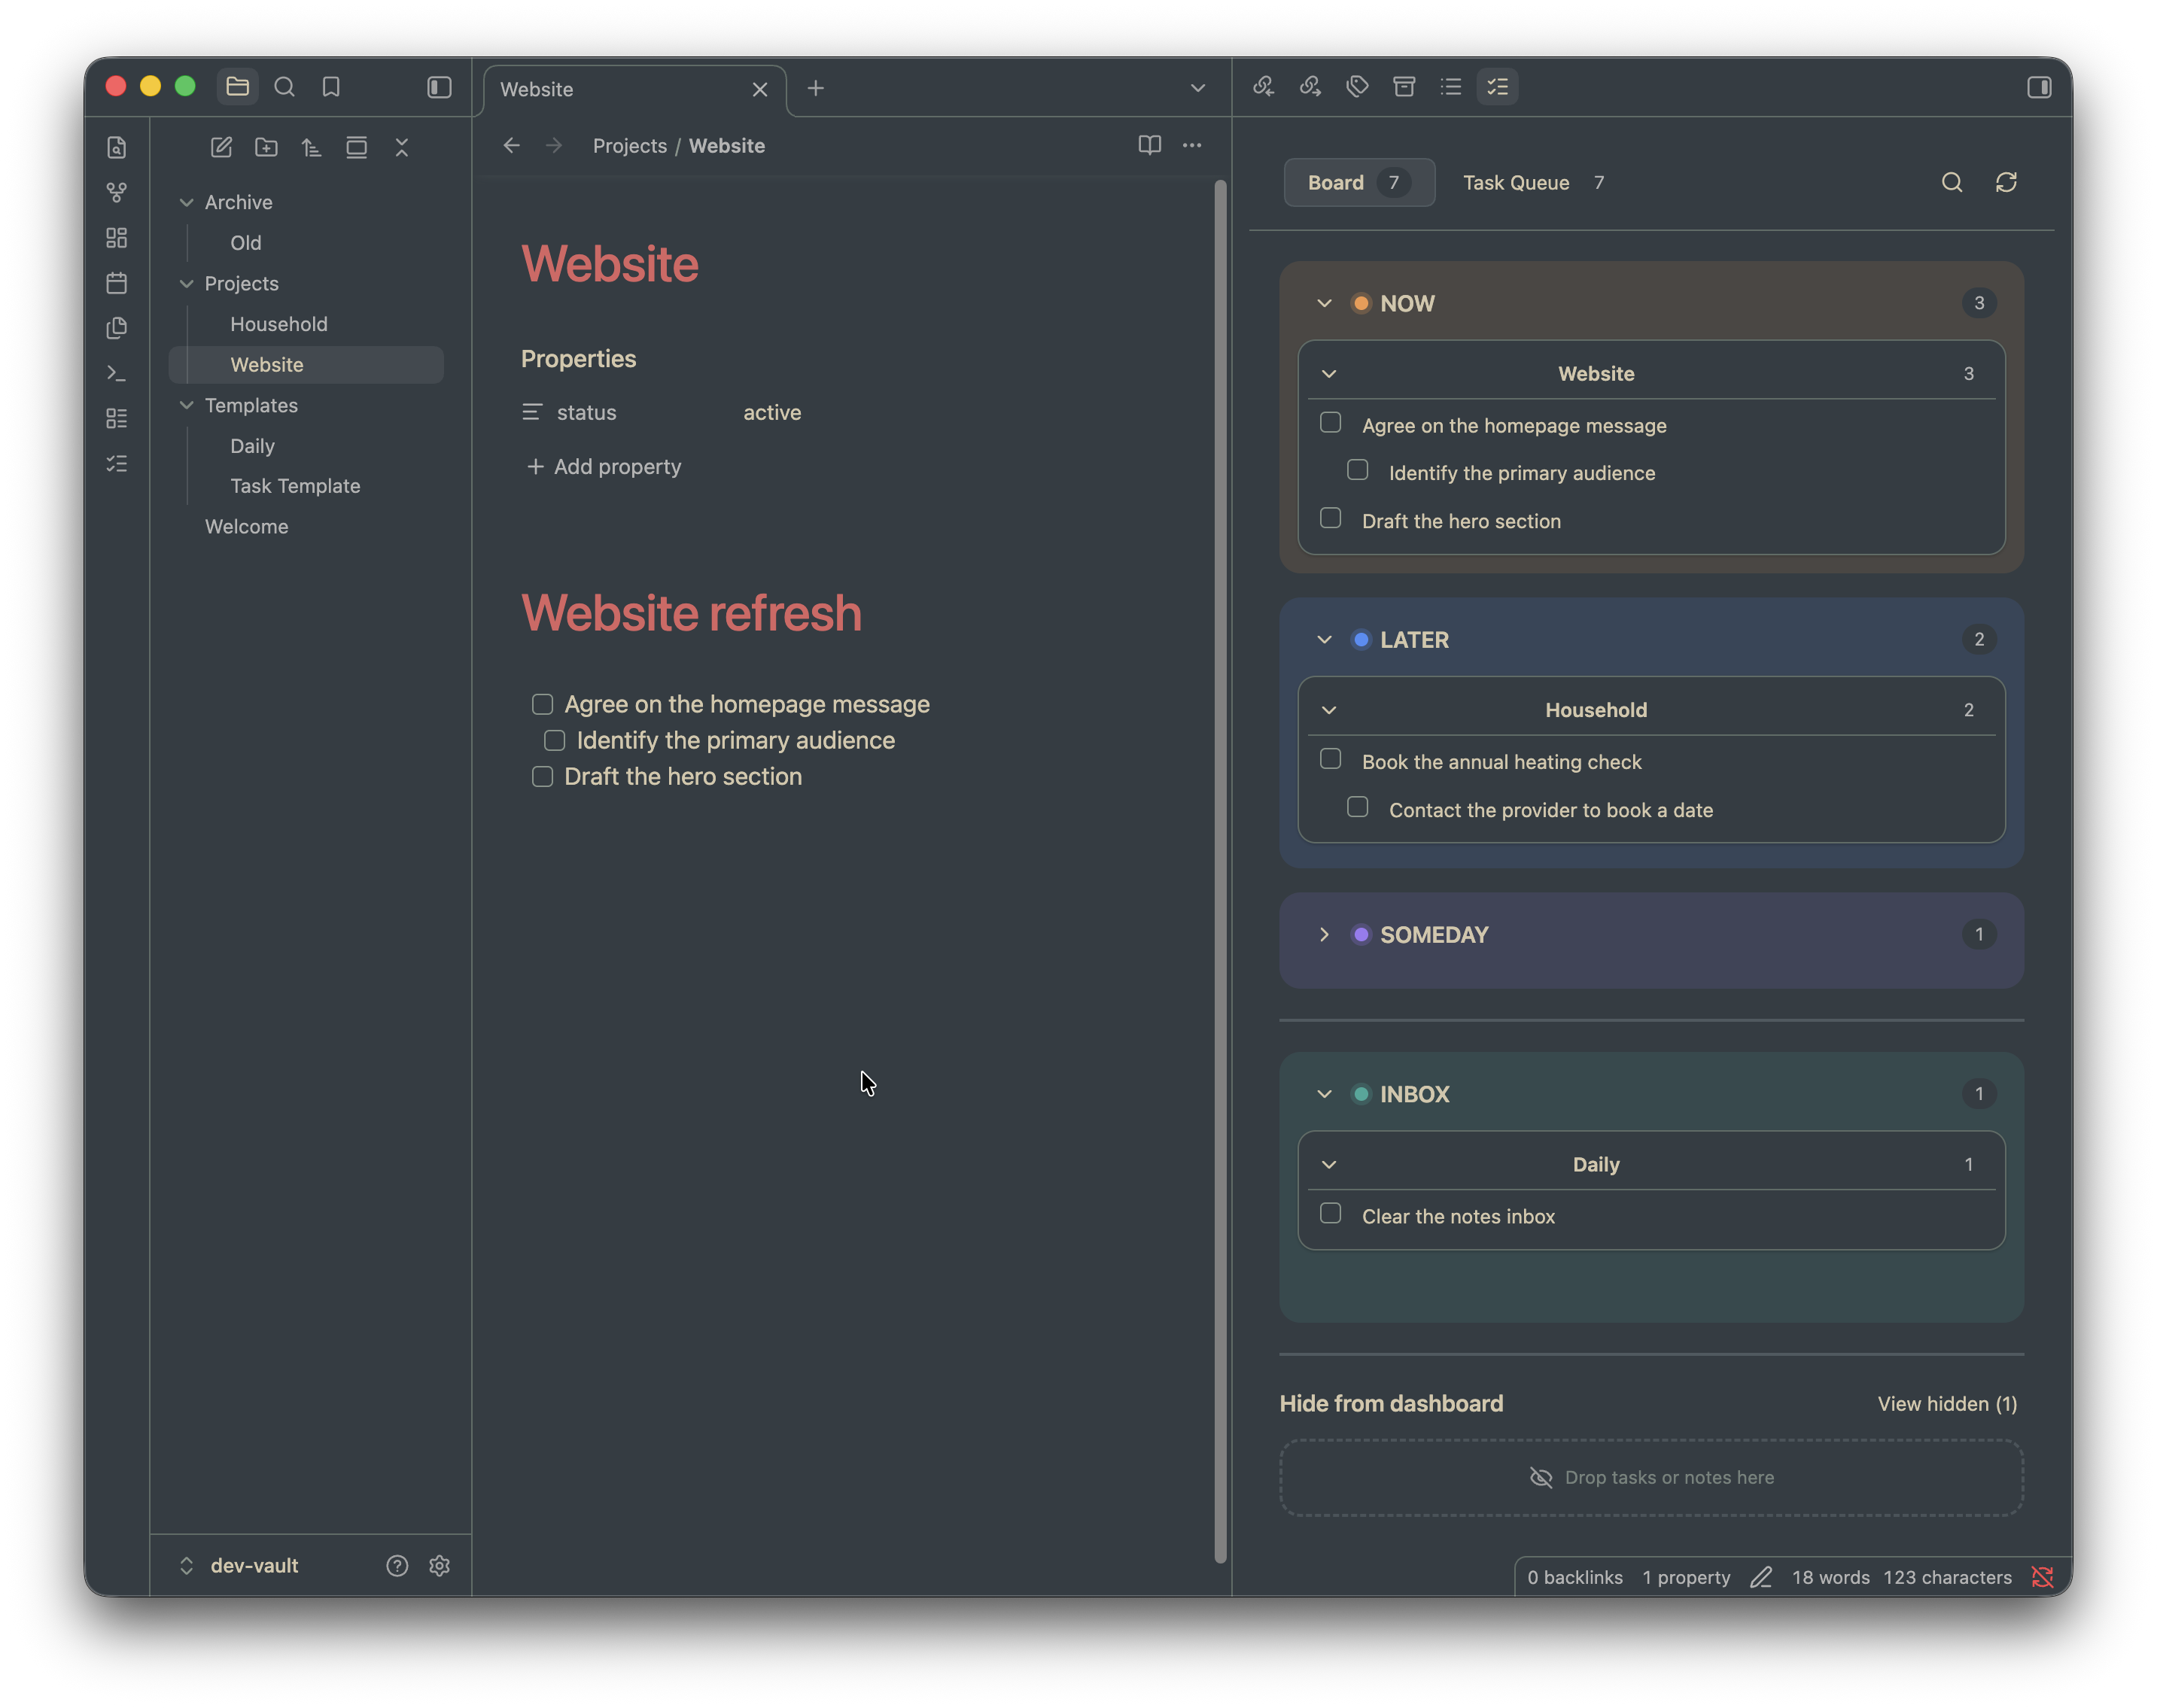 Website
Projects / Website
Archive
Old
Projects
Household
Website
Templates
Daily
Task Template
Welcome
dev-vault
Website
Properties
status active
Add property
Website refresh
Agree on the homepage message
Identify the primary audience
Draft the hero section
Board 7 Task Queue 7
NOW 3
Website 3
Agree on the homepage message
Identify the primary audience
Draft the hero section
LATER 2
Household 2
Book the annual heating check
Contact the provider to book a date
SOMEDAY 1
INBOX 1
Daily 1
Clear the notes inbox
Hide from dashboard View hidden (1)
Drop tasks or notes here
0 backlinks 1 property 18 words 123 characters